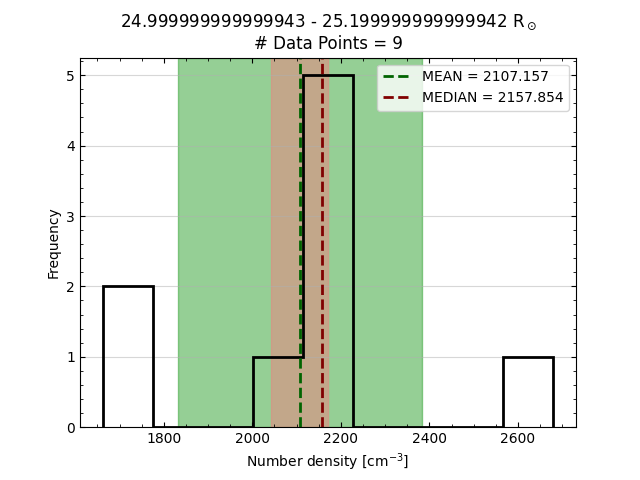 24.999999999999943 - 25.199999999999942 R⊙
# Data Points = 9
MEAN = 2107.157
MEDIAN = 2157.854
Frequency
5
4
3
2
1
0
1800 2000 2200 2400 2600
Number density [cm⁻³]